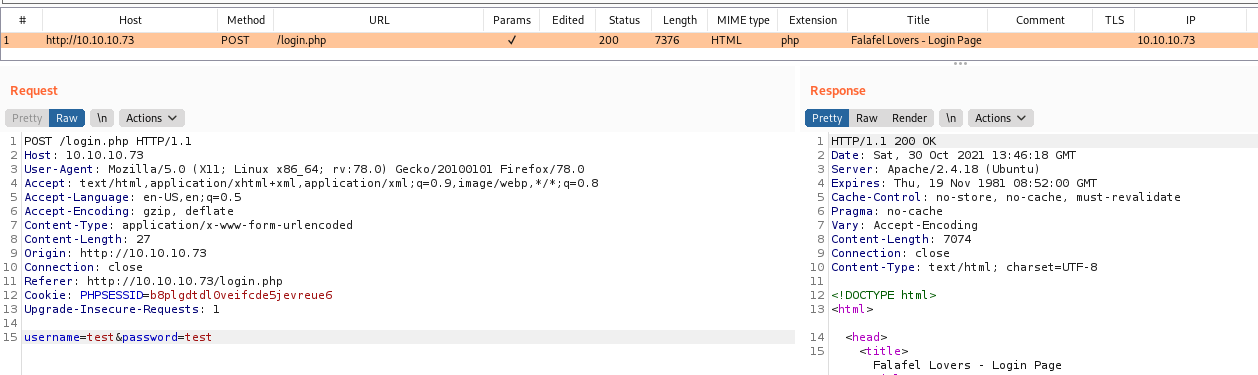 # Host Method URL Params Edited Status Length MIME type Extension Title Comment TLS IP
1 http://10.10.10.73 POST /login.php ✓ 200 7376 HTML php Falafel Lovers - Login Page 10.10.10.73
Request
Pretty Raw \n Actions
1 POST /login.php HTTP/1.1
2 Host: 10.10.10.73
3 User-Agent: Mozilla/5.0 (X11; Linux x86_64; rv:78.0) Gecko/20100101 Firefox/78.0
4 Accept: text/html,application/xhtml+xml,application/xml;q=0.9,image/webp,*/*;q=0.8
5 Accept-Language: en-US,en;q=0.5
6 Accept-Encoding: gzip, deflate
7 Content-Type: application/x-www-form-urlencoded
8 Content-Length: 27
9 Origin: http://10.10.10.73
10 Connection: close
11 Referer: http://10.10.10.73/login.php
12 Cookie: PHPSESSID=b8plgdtdl0veifcde5jevreue6
13 Upgrade-Insecure-Requests: 1
14
15 username=test&password=test
Response
Pretty Raw Render \n Actions
1 HTTP/1.1 200 OK
2 Date: Sat, 30 Oct 2021 13:46:18 GMT
3 Server: Apache/2.4.18 (Ubuntu)
4 Expires: Thu, 19 Nov 1981 08:52:00 GMT
5 Cache-Control: no-store, no-cache, must-revalidate
6 Pragma: no-cache
7 Vary: Accept-Encoding
8 Content-Length: 7074
9 Connection: close
10 Content-Type: text/html; charset=UTF-8
11
12 <!DOCTYPE html>
13 <html>
14 <head>
15 <title>
Falafel Lovers - Login Page